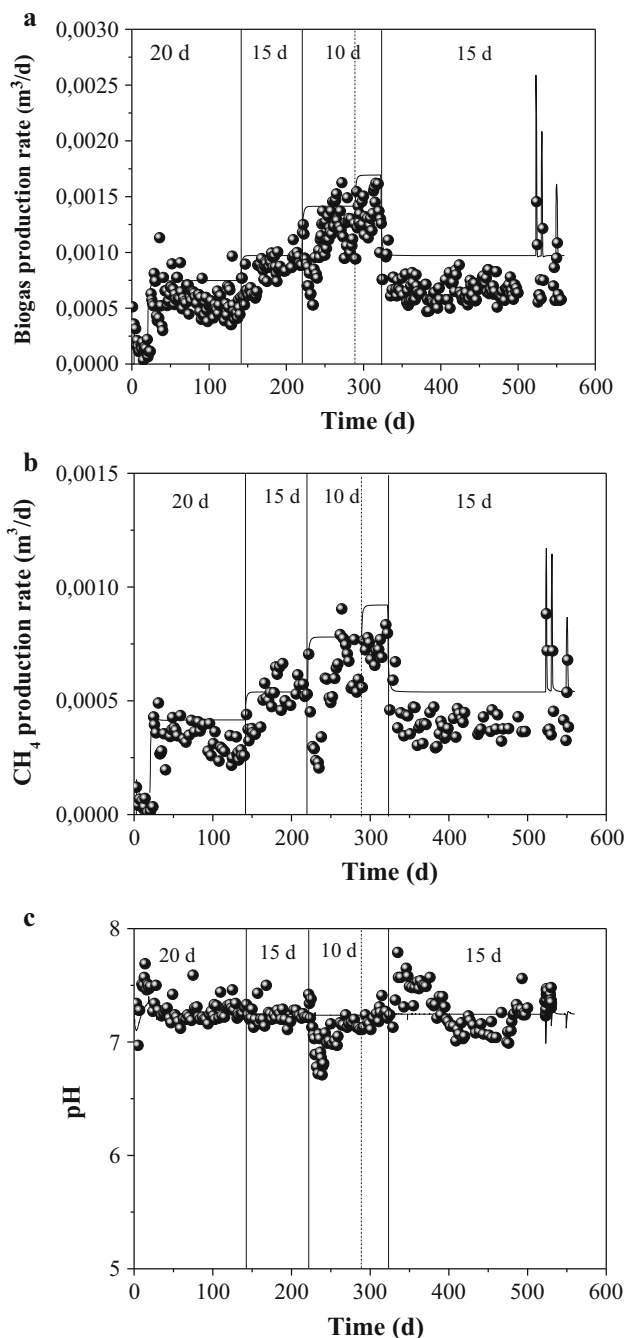 a
0,0030
0,0025
0,0020
0,0015
0,0010
0,0005
0,0000
Biogas production rate (m³/d)
20 d
15 d
10 d
15 d
0
100
200
300
400
500
600
Time (d)
b
0,0015
0,0010
0,0005
0,0000
CH₄ production rate (m³/d)
20 d
15 d
10 d
15 d
0
100
200
300
400
500
600
Time (d)
c
8
7
6
5
pH
20 d
15 d
10 d
15 d
0
100
200
300
400
500
600
Time (d)